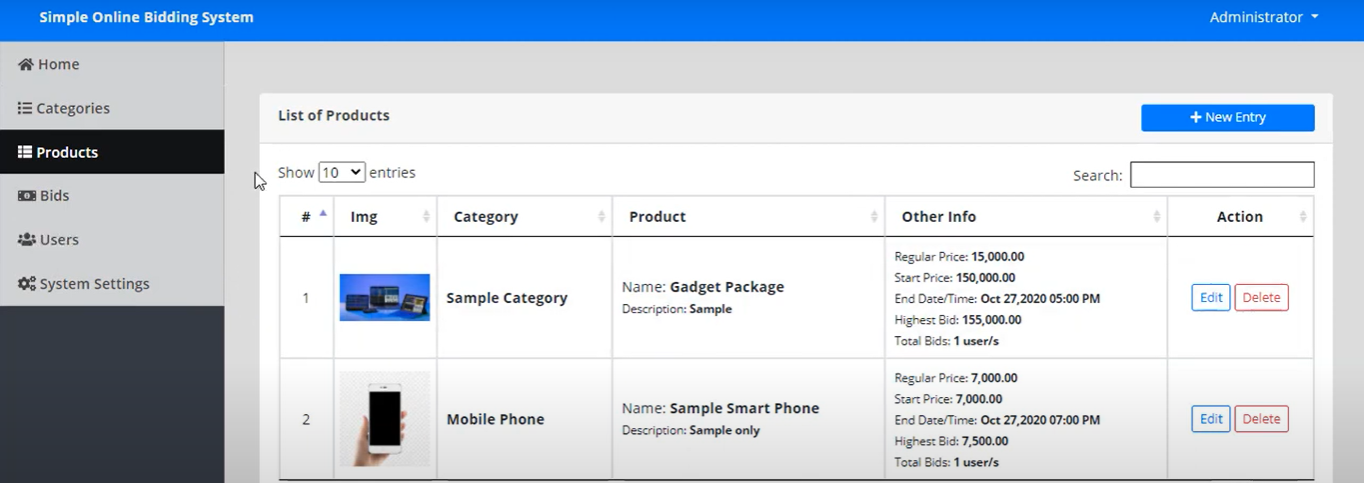 Simple Online Bidding System
Administrator
Home
Categories
Products
Bids
Users
System Settings
List of Products
+ New Entry
Show 10 entries
Search:
# Img Category Product Other Info Action
1
Sample Category
Name: Gadget Package
Description: Sample
Regular Price: 15,000.00
Start Price: 150,000.00
End Date/Time: Oct 27,2020 05:00 PM
Highest Bid: 155,000.00
Total Bids: 1 user/s
Edit Delete
2
Mobile Phone
Name: Sample Smart Phone
Description: Sample only
Regular Price: 7,000.00
Start Price: 7,000.00
End Date/Time: Oct 27,2020 07:00 PM
Highest Bid: 7,500.00
Total Bids: 1 user/s
Edit Delete